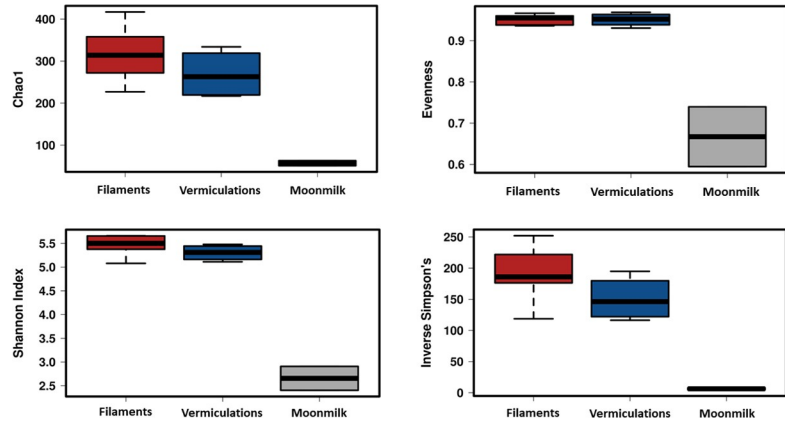 Chao1
400
300
200
100
Filaments Vermiculations Moonmilk
Evenness
0.9
0.8
0.7
0.6
Filaments Vermiculations Moonmilk
Shannon Index
5.5
5.0
4.5
4.0
3.5
3.0
2.5
Filaments Vermiculations Moonmilk
Inverse Simpson's
250
200
150
100
50
0
Filaments Vermiculations Moonmilk